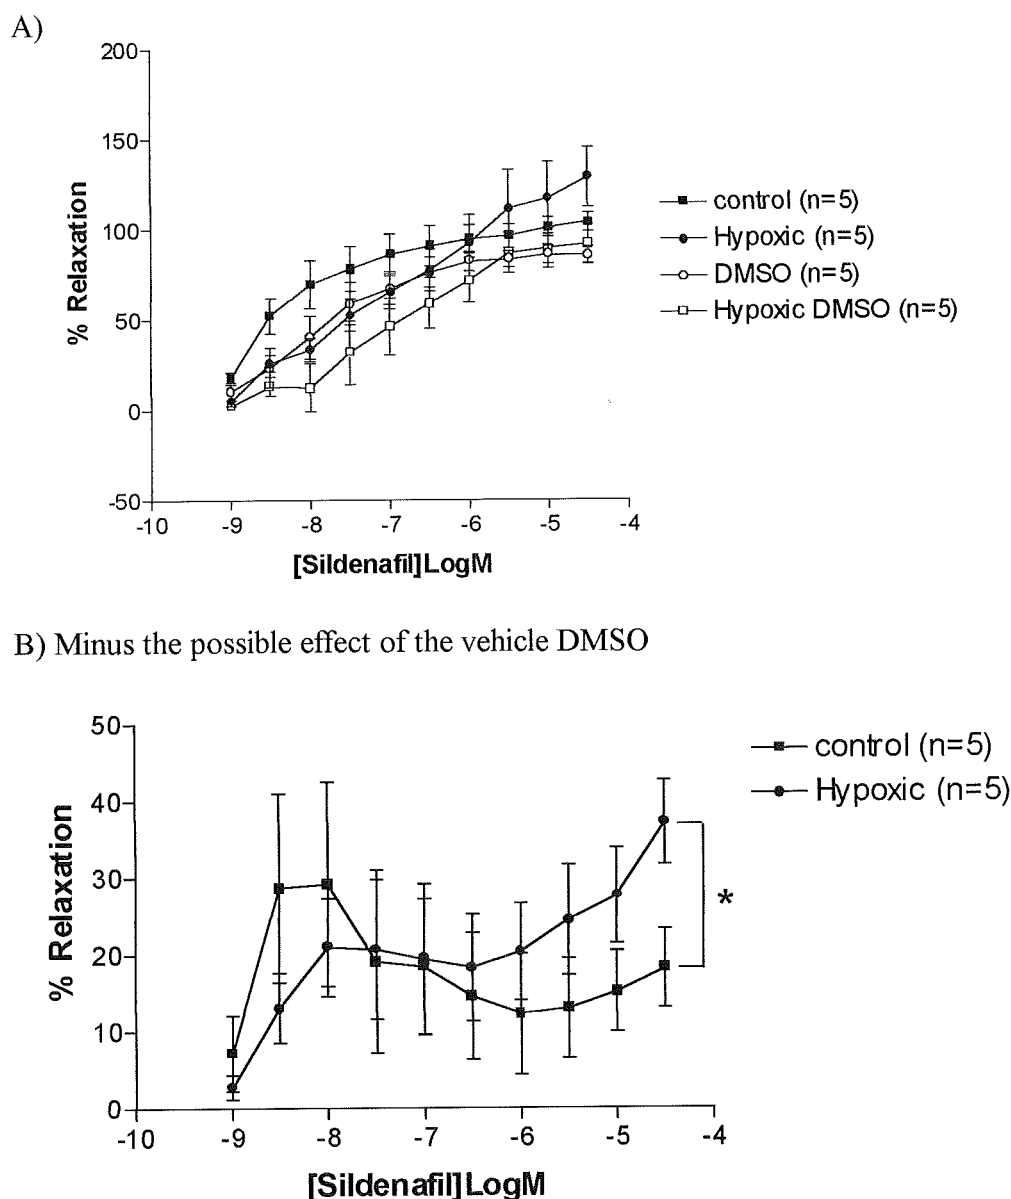 A)
200
150
100
50
0
-50
-10 -9 -8 -7 -6 -5 -4
% Relaxation
[Sildenafil]LogM
control (n=5)
Hypoxic (n=5)
DMSO (n=5)
Hypoxic DMSO (n=5)
B) Minus the possible effect of the vehicle DMSO
50
40
30
20
10
0
-10 -9 -8 -7 -6 -5 -4
% Relaxation
[Sildenafil]LogM
control (n=5)
Hypoxic (n=5)
*